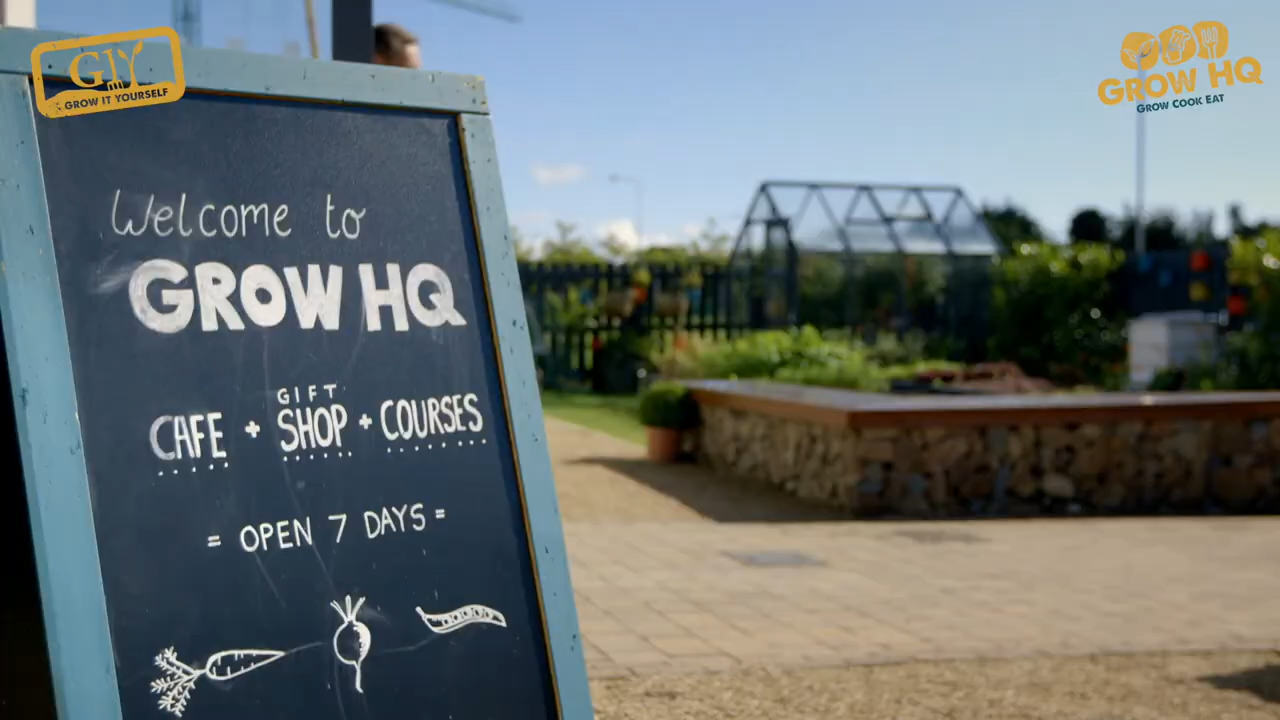 GIY
GROW IT YOURSELF
GROW HQ
GROW COOK EAT
Welcome to
GROW HQ
CAFE + GIFT SHOP + COURSES
= OPEN 7 DAYS =